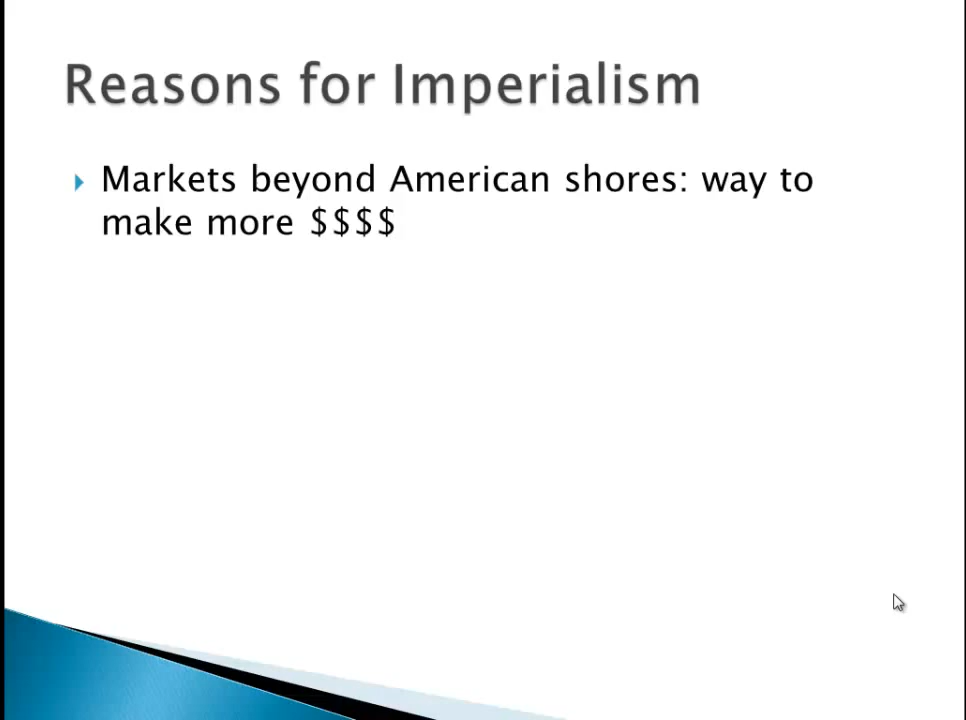 Reasons for Imperialism
Markets beyond American shores: way to
make more $$$$